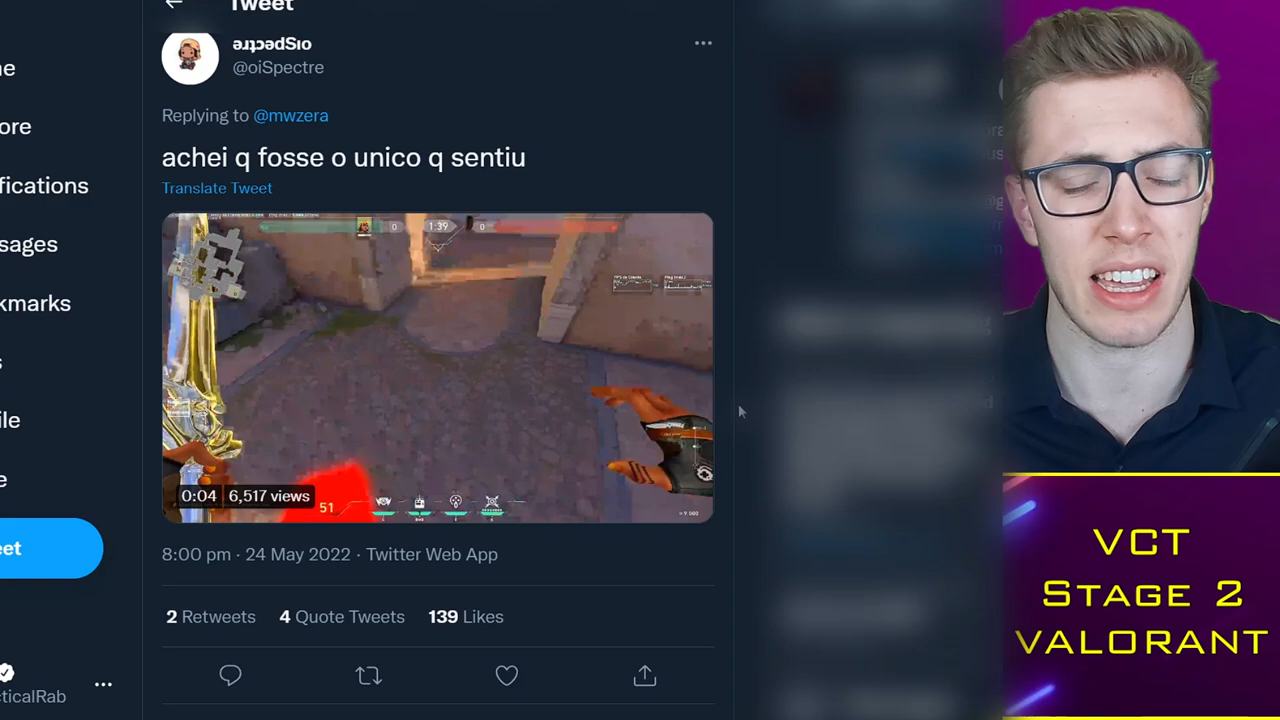 Tweet
ǝɹʇɔǝdSıo
@oiSpectre
Replying to @mwzera
achei q fosse o unico q sentiu
Translate Tweet
0
1:39
0
51
0:04
6,517 views
8:00 pm · 24 May 2022 · Twitter Web App
2 Retweets
4 Quote Tweets
139 Likes
ne
ore
fications
sages
kmarks
s
ile
e
eet
cticalRab
VCT
STAGE 2
VALORANT